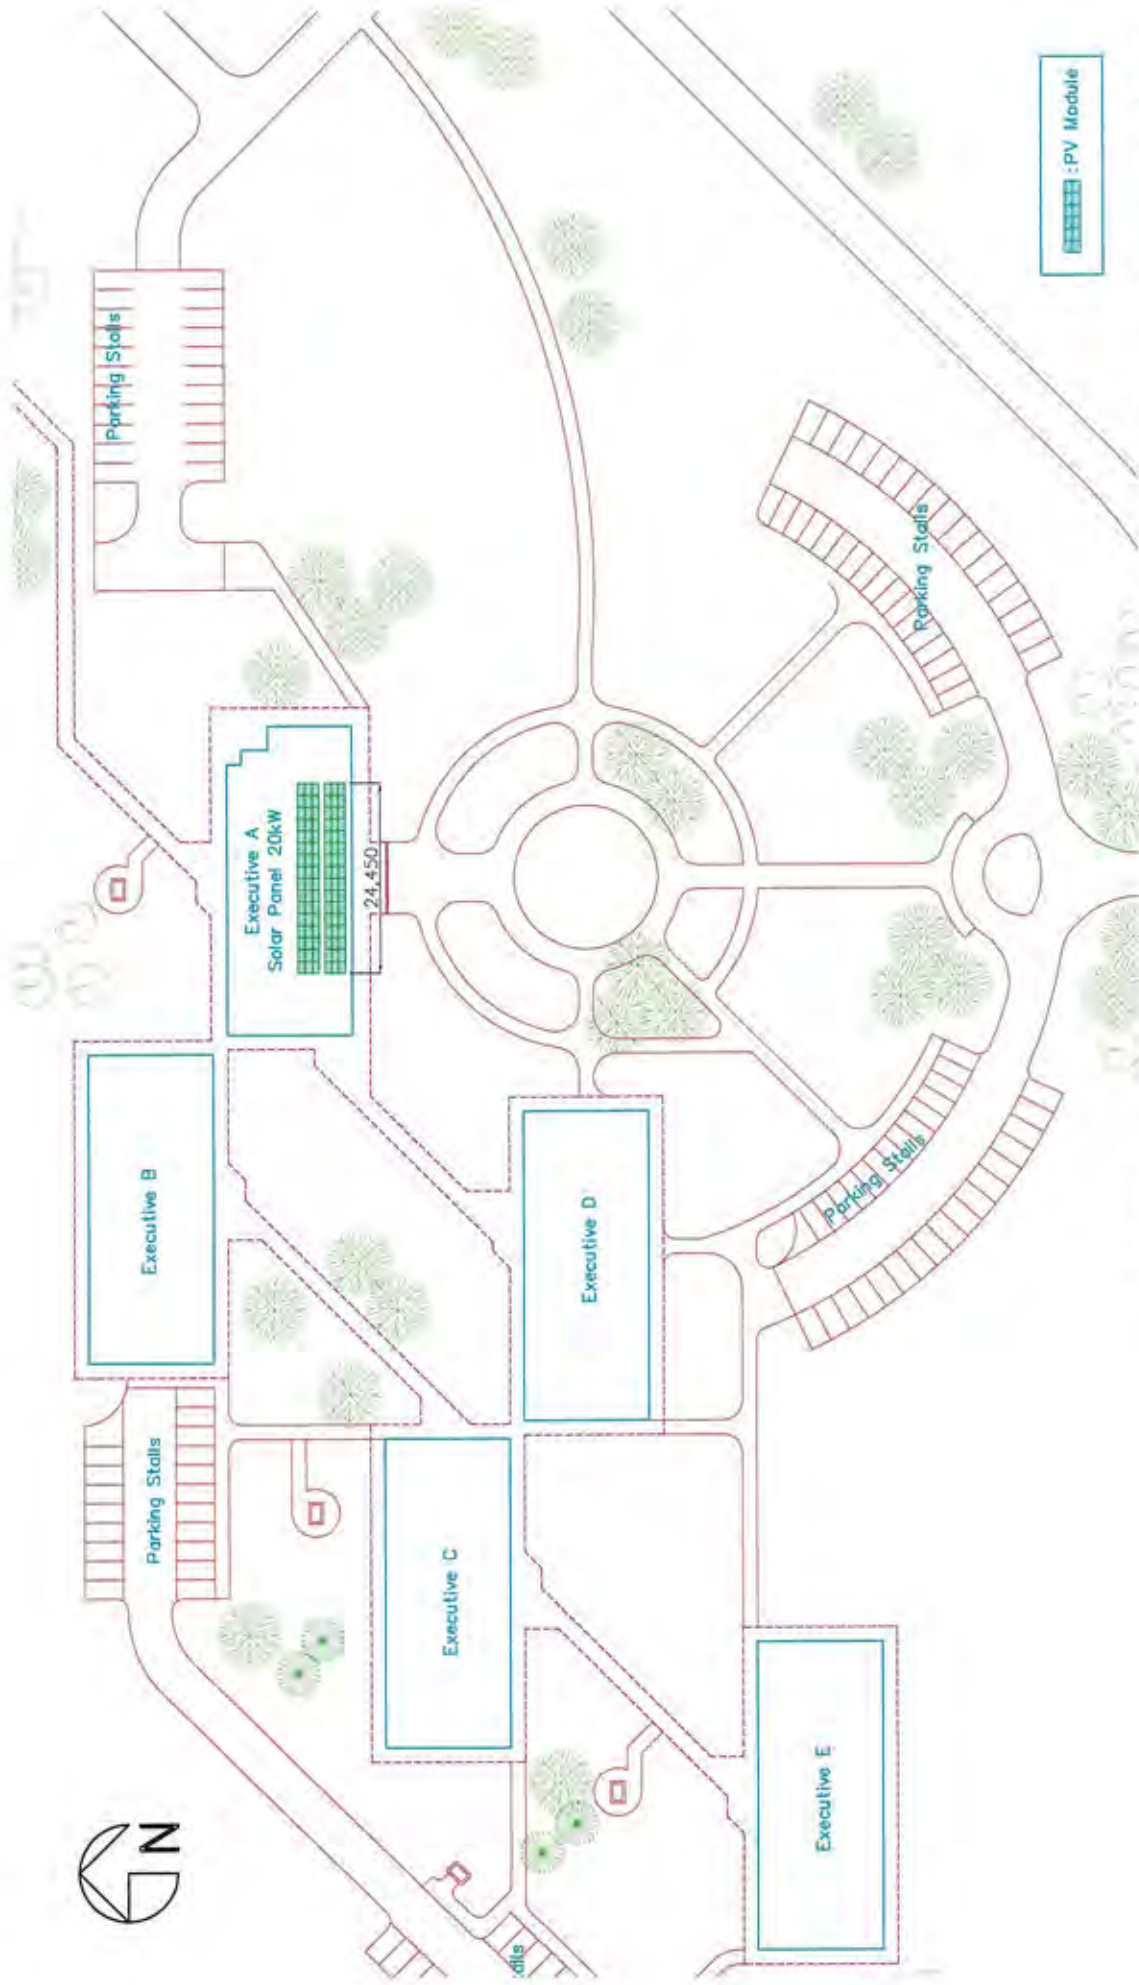 :PV Module
Parking Stalls
Parking Stalls
Executive A
Solar Panel 20kW
24,450
Executive B
Executive D
Parking Stalls
Parking Stalls
Executive C
Executive E
N